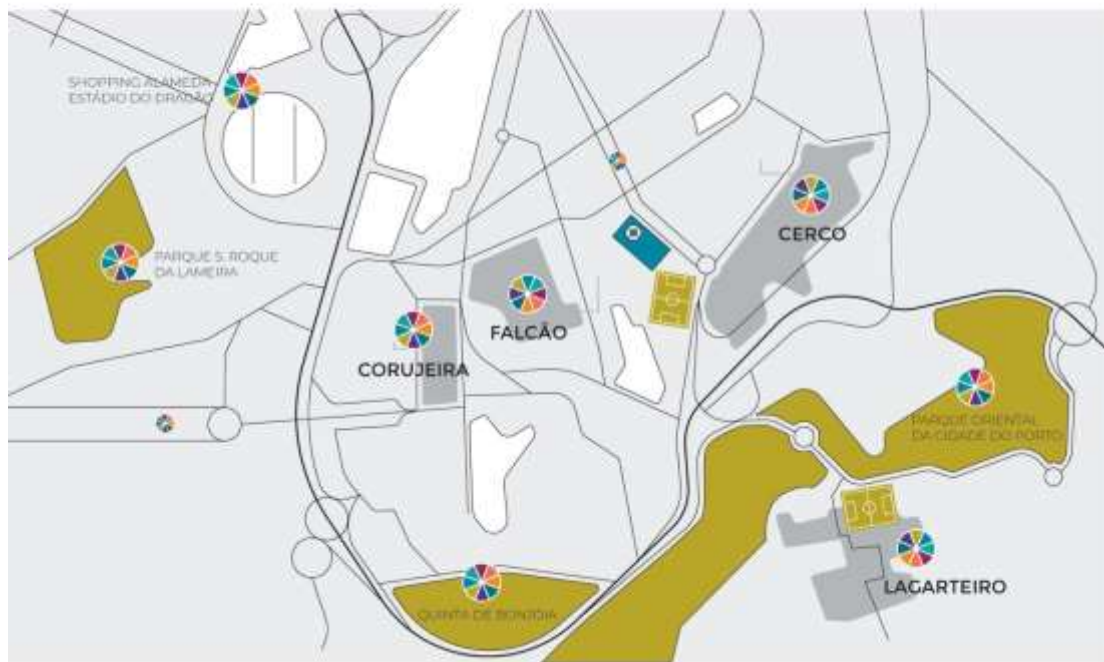 SHOPPING ALAMEDA
ESTÁDIO DO DRAGÃO
PARQUE S. ROQUE
DA LAMEIRA
CERCO
FALCÃO
CORUJEIRA
PARQUE ORIENTAL
DA CIDADE DO PORTO
LAGARTEIRO
QUINTA DE BONJÓIA